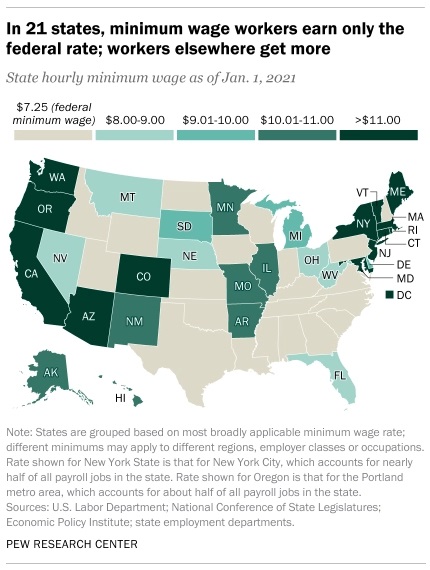 In 21 states, minimum wage workers earn only the
federal rate; workers elsewhere get more
State hourly minimum wage as of Jan. 1, 2021
$7.25 (federal
minimum wage)
$8.00-9.00
$9.01-10.00
$10.01-11.00
>$11.00
WA
OR
CA
NV
MT
AZ
CO
NM
SD
NE
MN
MO
AR
IL
MI
OH
WV
FL
VT
ME
NY
MA
RI
CT
NJ
DE
MD
DC
AK
HI
Note: States are grouped based on most broadly applicable minimum wage rate;
different minimums may apply to different regions, employer classes or occupations.
Rate shown for New York State is that for New York City, which accounts for nearly
half of all payroll jobs in the state. Rate shown for Oregon is that for the Portland
metro area, which accounts for about half of all payroll jobs in the state.
Sources: U.S. Labor Department; National Conference of State Legislatures;
Economic Policy Institute; state employment departments.
PEW RESEARCH CENTER